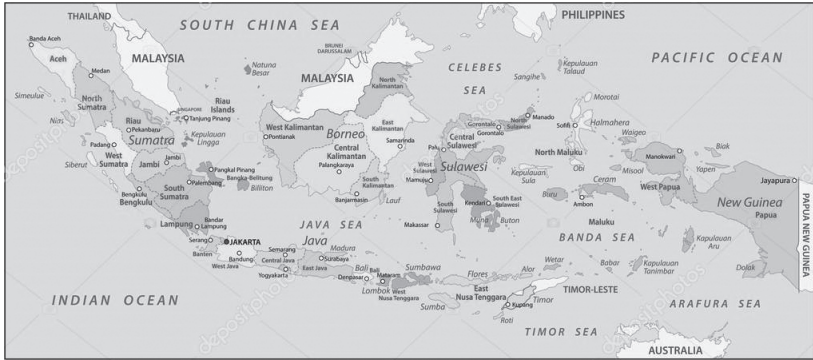 THAILAND
SOUTH CHINA SEA
PHILIPPINES
Banda Aceh
Aceh
Medan
MALAYSIA
BRUNEI
DARUSSALAM
Natuna
Besar
MALAYSIA
North
Kalimantan
CELEBES
SEA
PACIFIC OCEAN
Kepulauan
Talaud
Sangihe
Simeulue
North
Sumatra
Nias
SINGAPORE
Riau
Islands
Tanjung Pinang
Riau
Pekanbaru
Sumatra
Kepulauan
Lingga
West Kalimantan
Pontianak
Borneo
East
Kalimantan
Samarinda
Central
Kalimantan
Palangkaraya
Gorontalo
Gorontalo
North
Sulawesi
Manado
Central
Sulawesi
Palu
Morotai
Halmahera
Sofifi
North Maluku
Waigeo
Manokwari
Biak
Yapen
Jayapura
Padang
West
Sumatra
Siberut
Jambi
Jambi
Pangkal Pinang
Bangka-Belitung
Biliton
South
Sumatra
Palembang
Bengkulu
Bengkulu
South
Kalimantan
Banjarmasin
Laut
West
Sulawesi
Mamuju
Sulawesi
Kepulauan
Sula
Obi
Misool
Ceram
West Papua
New Guinea
Papua
PAPUA NEW GUINEA
Kendari
South East
Sulawesi
Buru
Ambon
Lampung
Bandar
Lampung
JAVA SEA
South
Sulawesi
Makassar
Muna
Buton
Maluku
BANDA SEA
Kepulauan
Aru
Serang
JAKARTA
Banten
Bandung
West Java
Java
Semarang
Central Java
Yogyakarta
Madura
Surabaya
East Java
Bali
Bali
Denpasar
Mataram
Lombok
West
Nusa Tenggara
Sumbawa
Flores
Alor
Wetar
Babar
Kepulauan
Tanimbar
Dolak
INDIAN OCEAN
Sumba
East
Nusa Tenggara
TIMOR-LESTE
Timor
Kupang
Roti
ARAFURA SEA
TIMOR SEA
AUSTRALIA
depositphotos